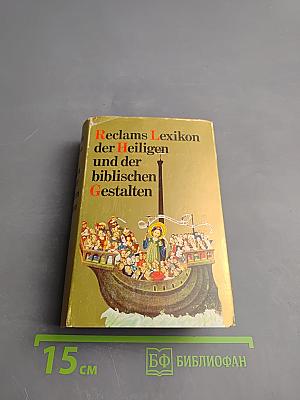 Reclams Lexikon
der Heiligen
und der
biblischen
Gestalten
15 см
БФ БИБЛИОФАН